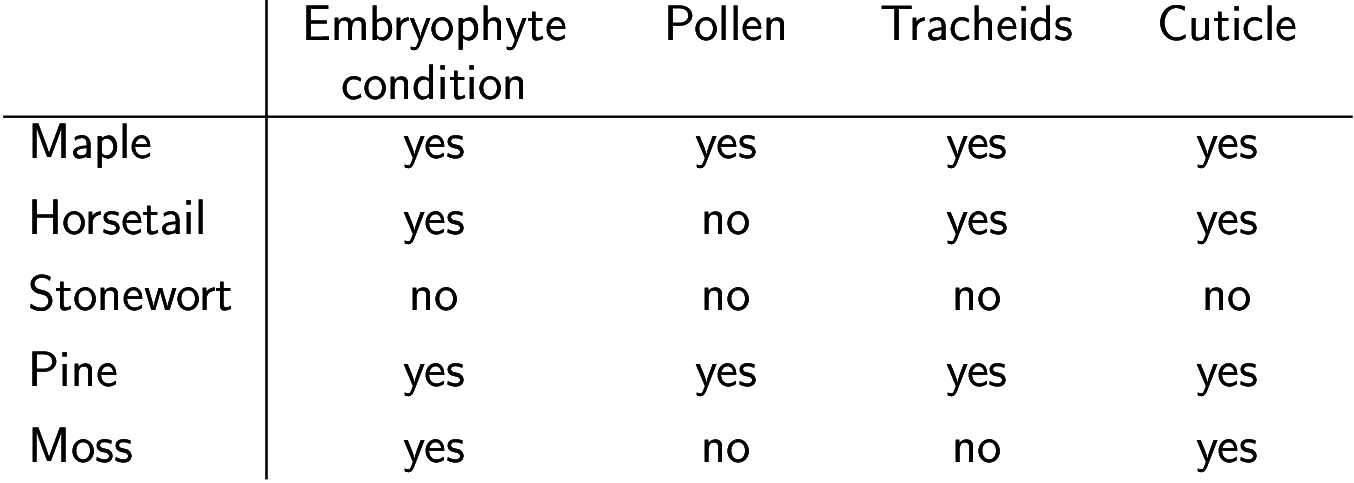 Embryophyte Pollen Tracheids Cuticle
condition
Maple yes yes yes yes
Horsetail yes no yes yes
Stonewort no no no no
Pine yes yes yes yes
Moss yes no no yes